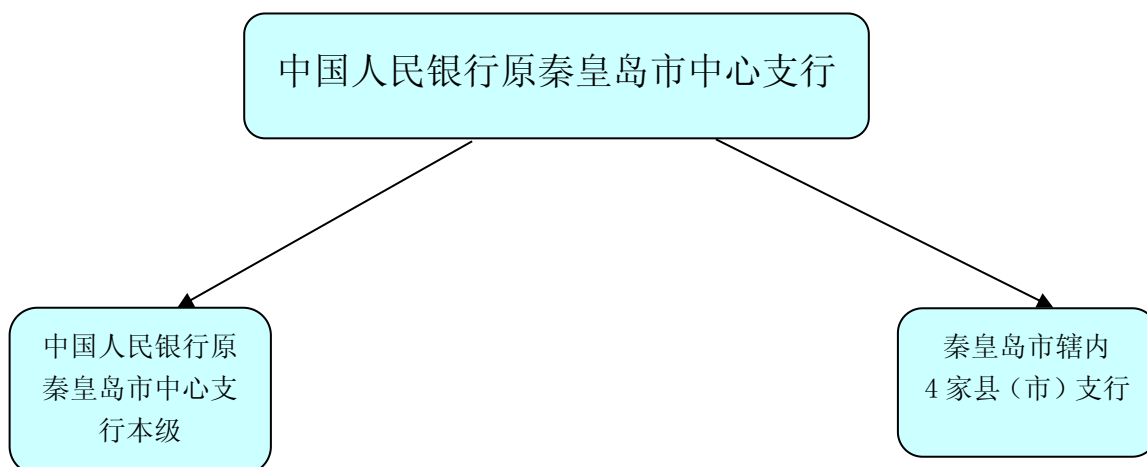 中国人民银行原秦皇岛市中心支行
中国人民银行原
秦皇岛市中心支
行本级
秦皇岛市辖内
4 家县（市）支行